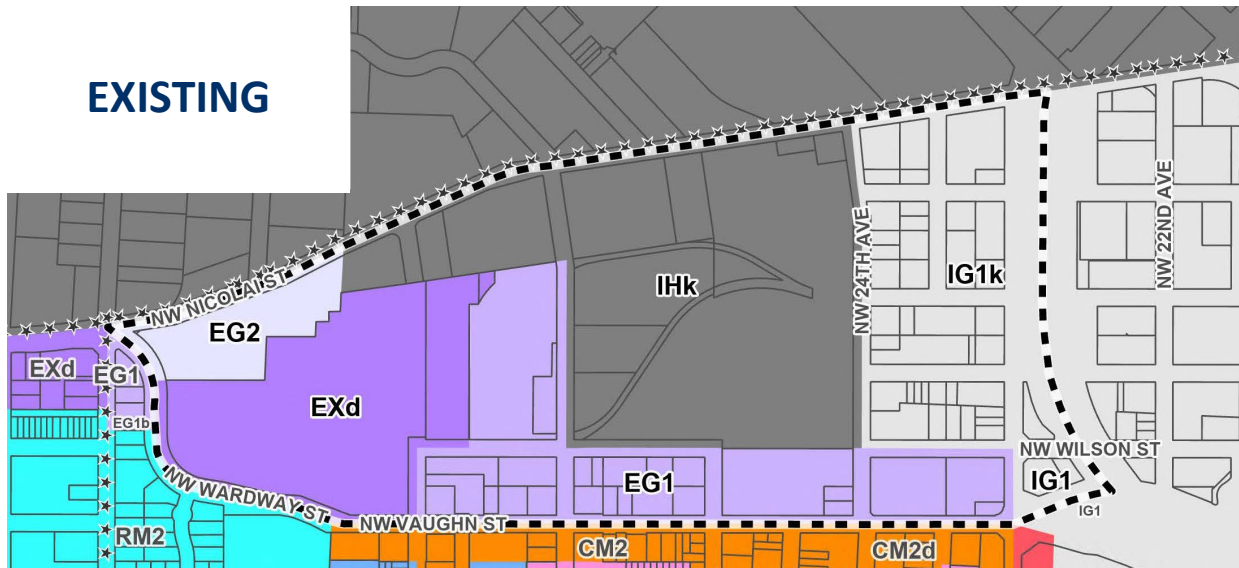 EXISTING
NW NICOLAI ST
NW 24TH AVE
NW 22ND AVE
IHk
IG1k
EG2
EXd
EG1
EXd
EG1b
NW WILSON ST
EG1
IG1
IG1
NW WARDWAY ST
NW VAUGHN ST
RM2
CM2
CM2d